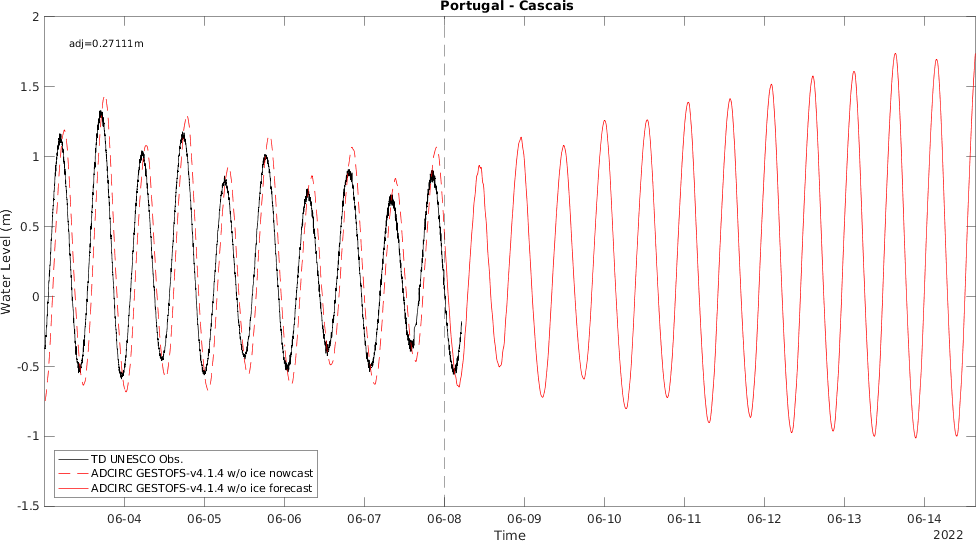 Portugal - Cascais
adj=0.27111m
2
1.5
1
0.5
0
-0.5
-1
-1.5
Water Level (m)
TD UNESCO Obs.
ADCIRC GESTOFS-v4.1.4 w/o ice nowcast
ADCIRC GESTOFS-v4.1.4 w/o ice forecast
06-04 06-05 06-06 06-07 06-08 06-09 06-10 06-11 06-12 06-13 06-14
Time
2022